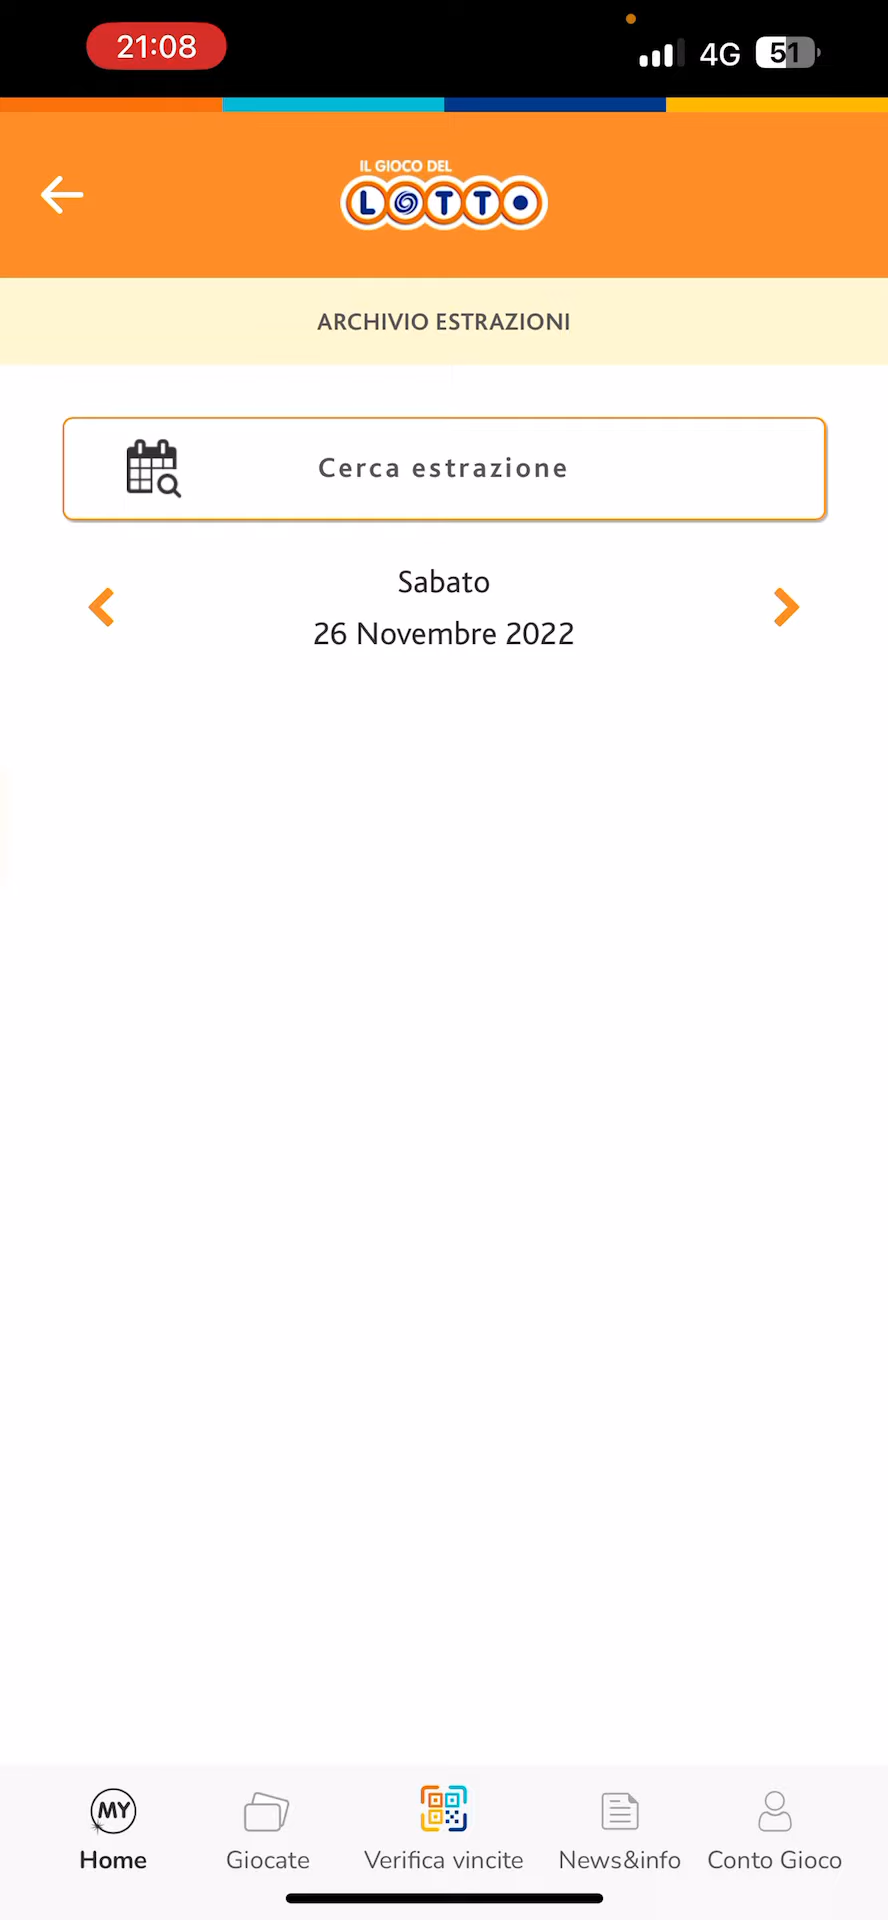 21:08
4G
51
IL GIOCO DEL
LOTTO
ARCHIVIO ESTRAZIONI
Cerca estrazione
Sabato
26 Novembre 2022
MY
Home
Giocate
Verifica vincite
News&info
Conto Gioco